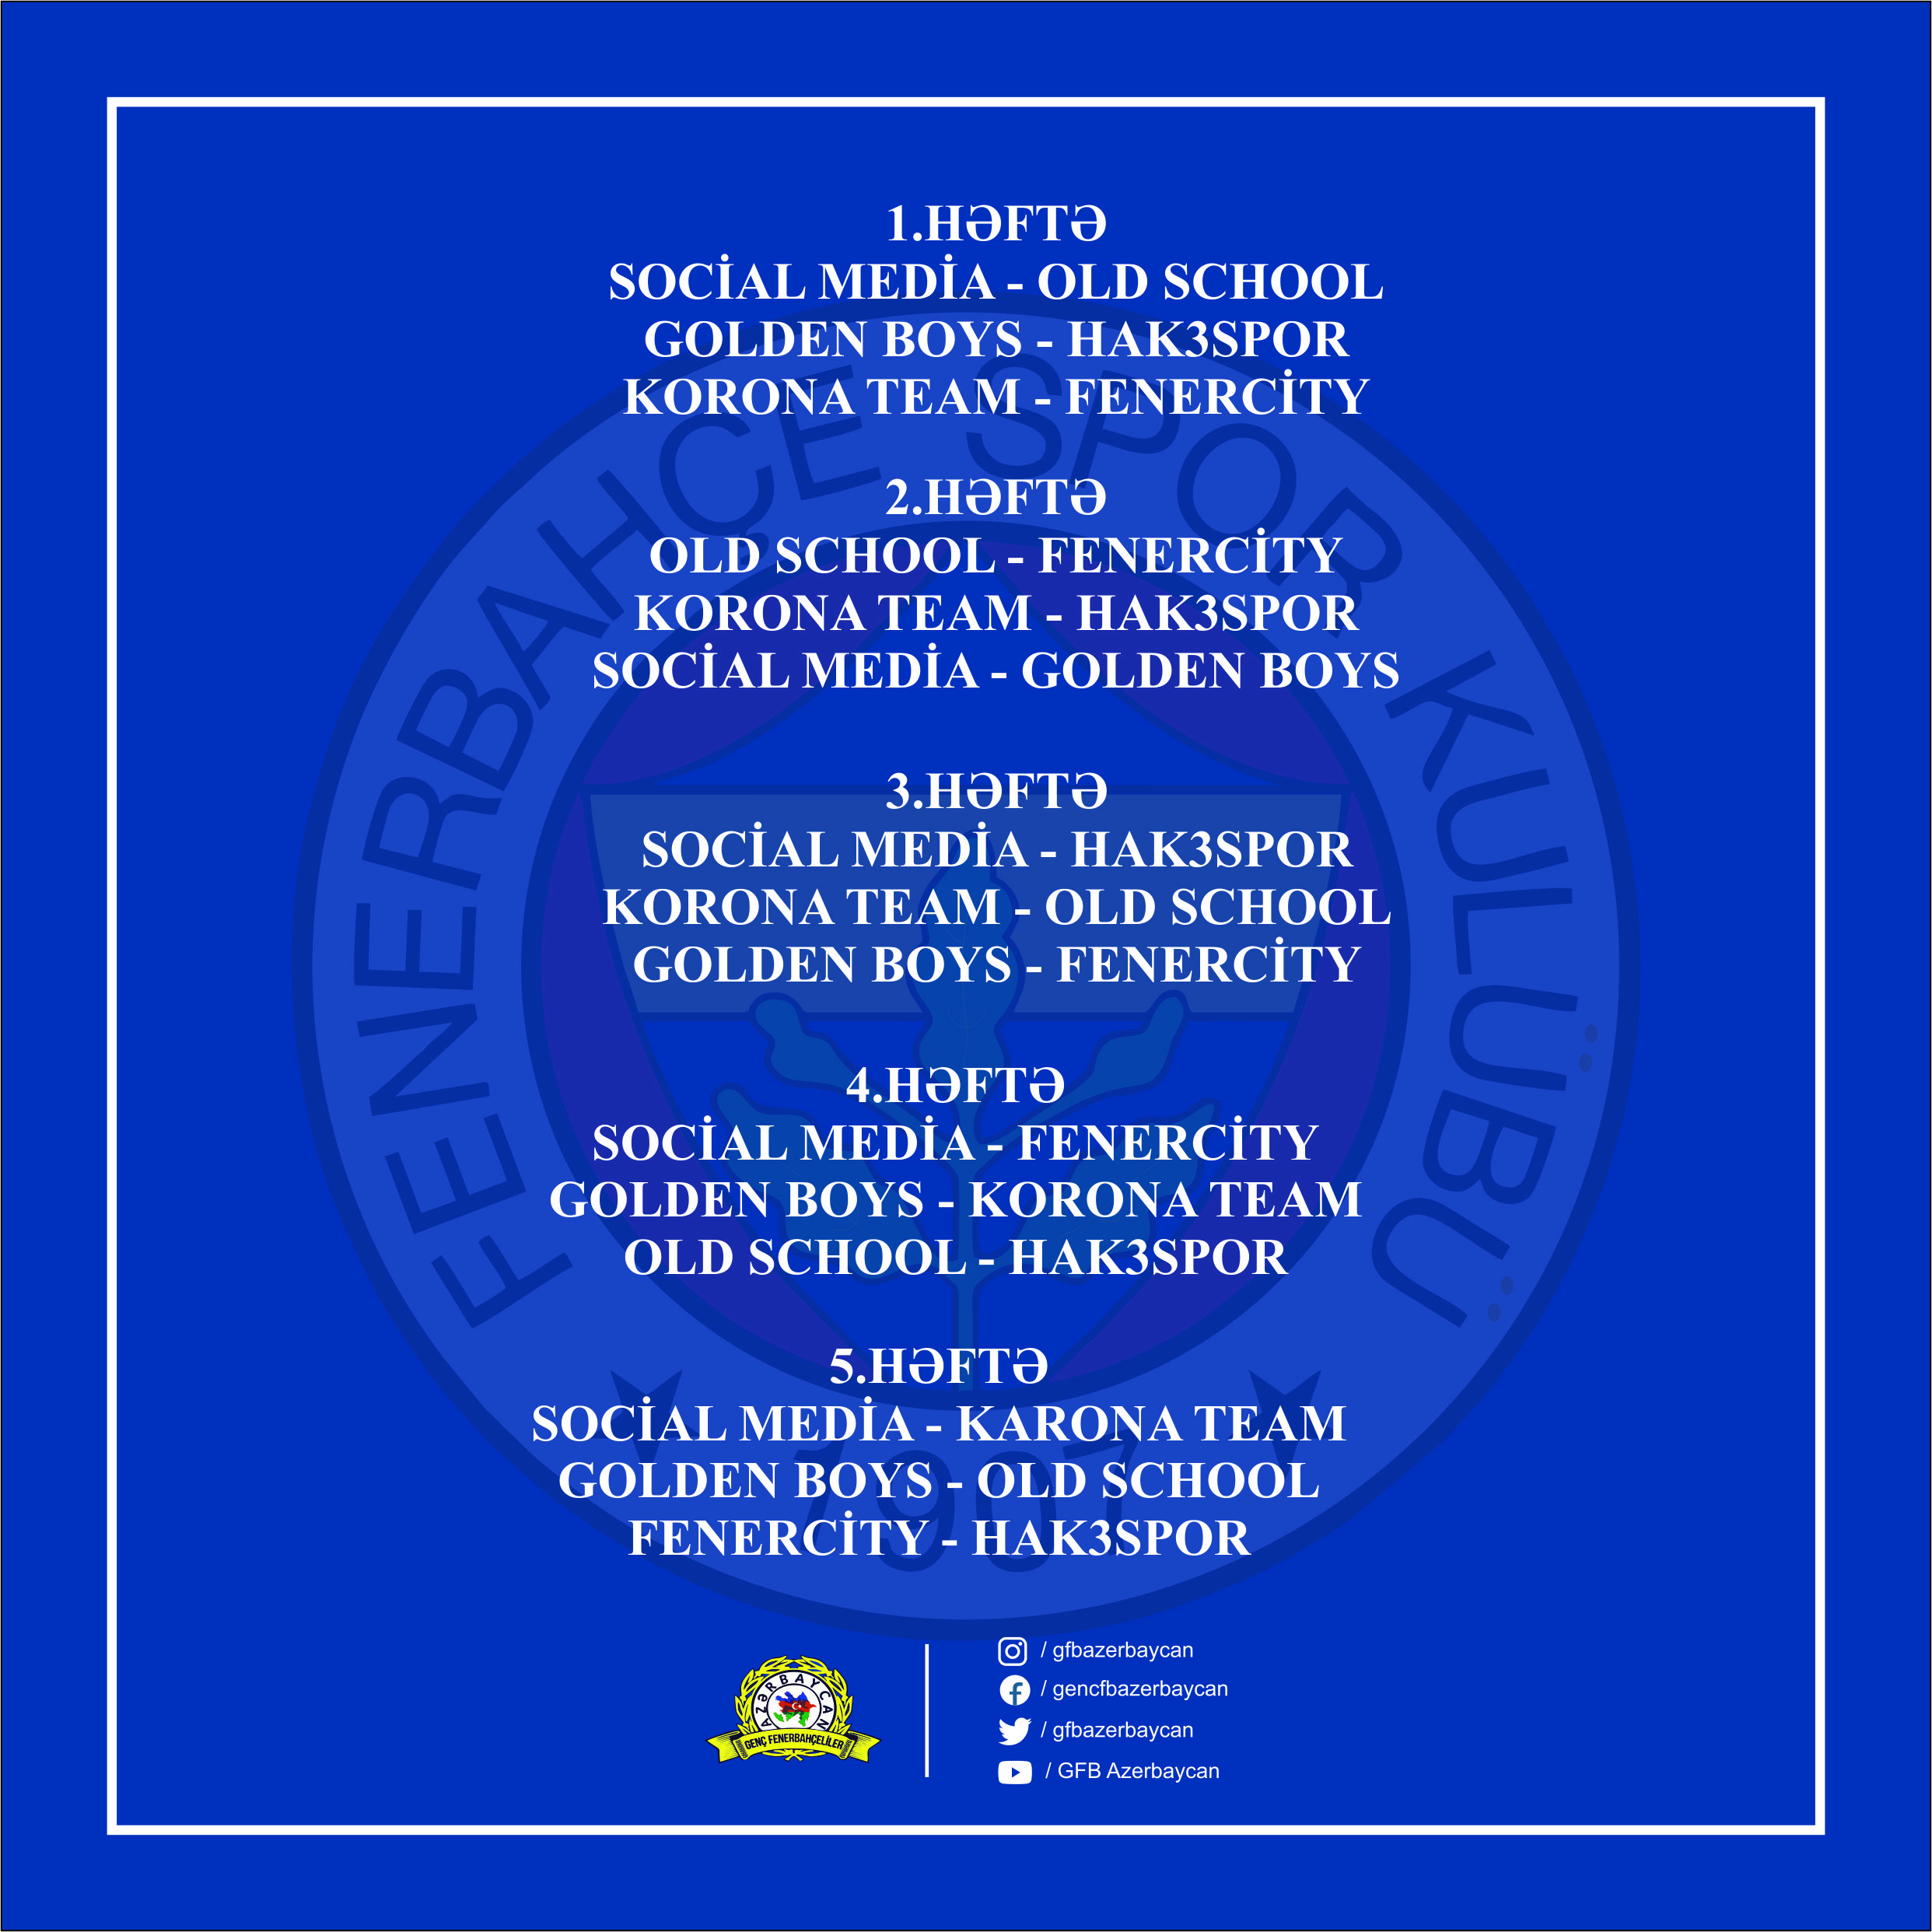 1.HƏFTƏ
SOCİAL MEDİA - OLD SCHOOL
GOLDEN BOYS - HAK3SPOR
KORONA TEAM - FENERCİTY
2.HƏFTƏ
OLD SCHOOL - FENERCİTY
KORONA TEAM - HAK3SPOR
SOCİAL MEDİA - GOLDEN BOYS
3.HƏFTƏ
SOCİAL MEDİA - HAK3SPOR
KORONA TEAM - OLD SCHOOL
GOLDEN BOYS - FENERCİTY
4.HƏFTƏ
SOCİAL MEDİA - FENERCİTY
GOLDEN BOYS - KORONA TEAM
OLD SCHOOL - HAK3SPOR
5.HƏFTƏ
SOCİAL MEDİA - KARONA TEAM
GOLDEN BOYS - OLD SCHOOL
FENERCİTY - HAK3SPOR
FENERBAHÇE SPOR KULÜBÜ
1907
AZƏRBAYCAN
GENÇ FENERBAHÇELİLER
/ gfbazerbaycan
/ gencfbazerbaycan
/ gfbazerbaycan
/ GFB Azerbaycan